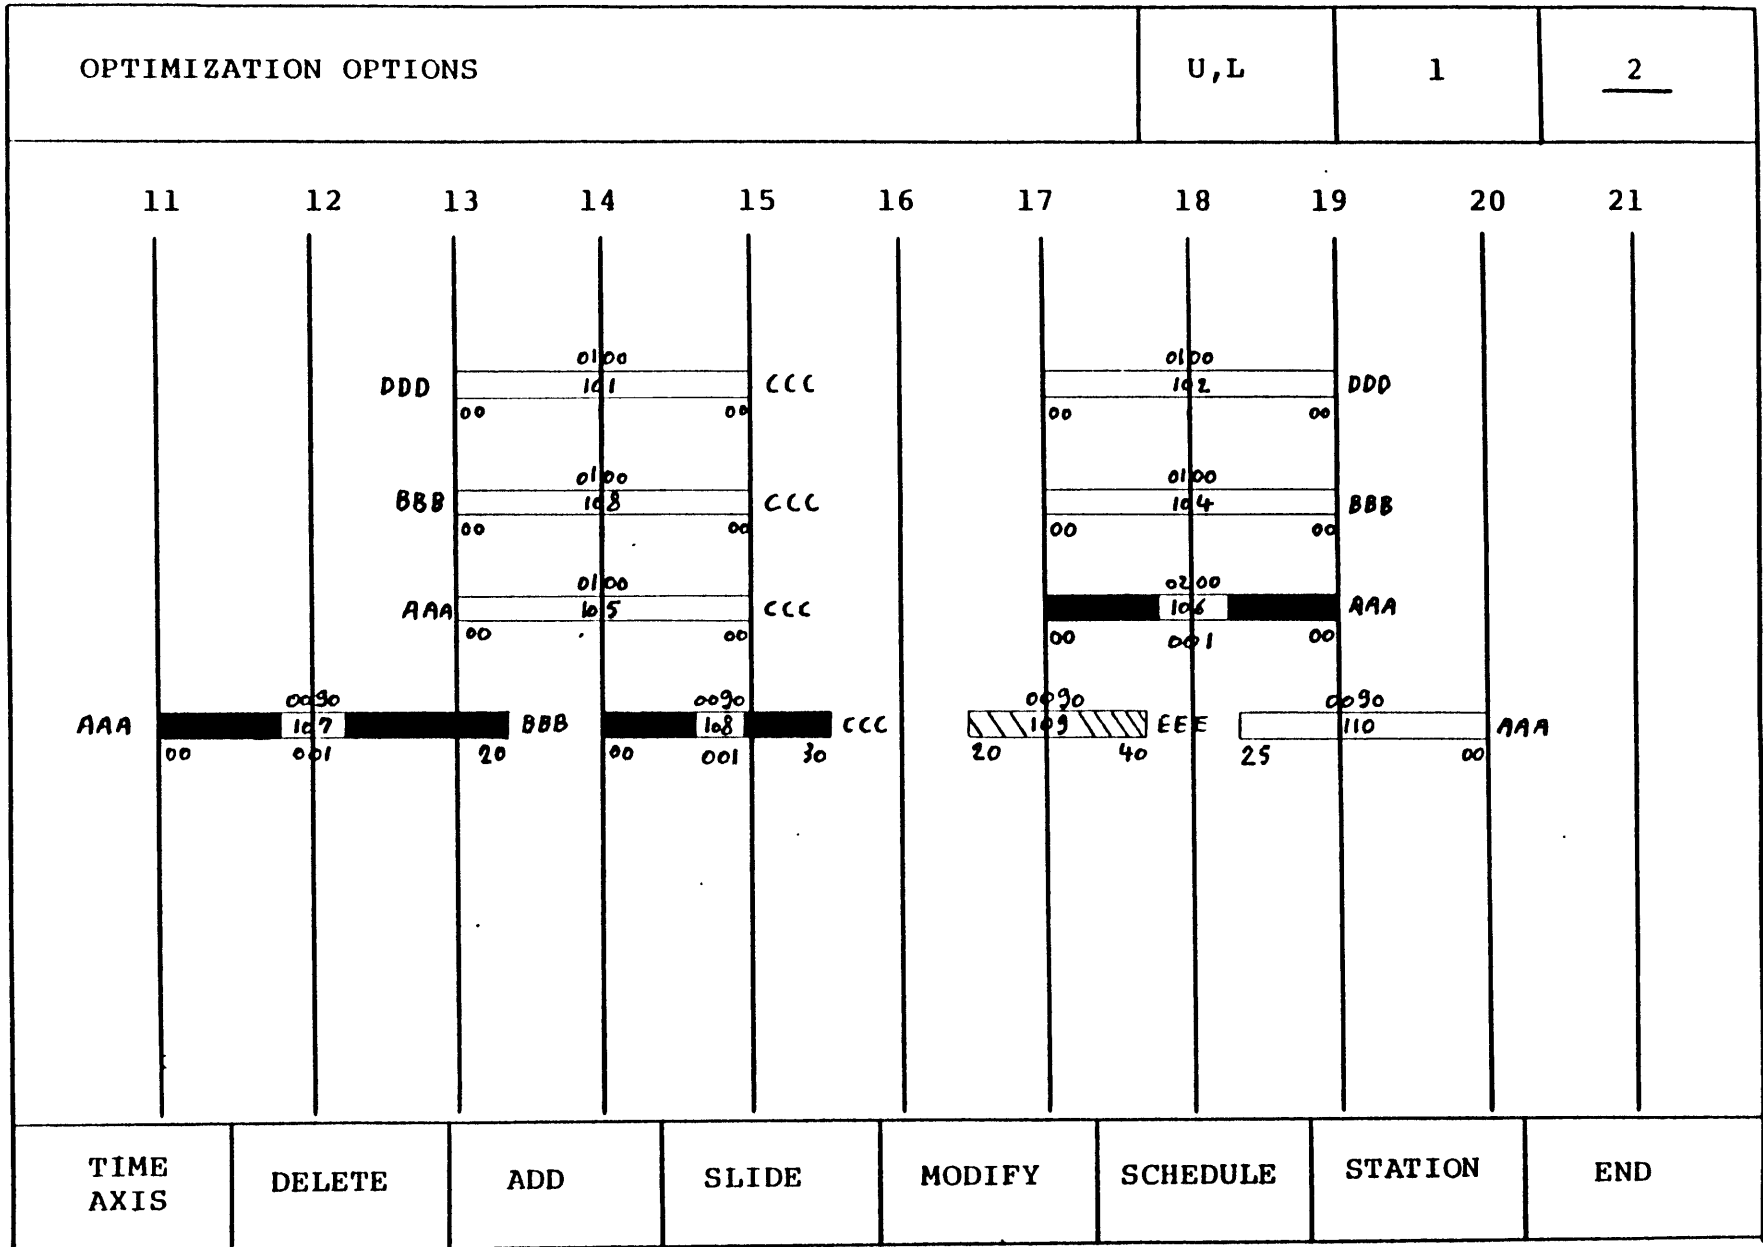 OPTIMIZATION OPTIONS U,L 1 2
11 12 13 14 15 16 17 18 19 20 21
0100 0100
DDD 101 CCC 102 DDD
00 00 00 00
0100 0100
BBB 108 CCC 104 BBB
00 00 00 00
0100 0200
AAA 105 CCC 106 AAA
00 00 00 001 00
0090 0090 0090 0090
AAA 107 BBB 108 CCC 109 EEE 110 AAA
00 001 20 00 001 30 20 40 25 00
TIME AXIS DELETE ADD SLIDE MODIFY SCHEDULE STATION END